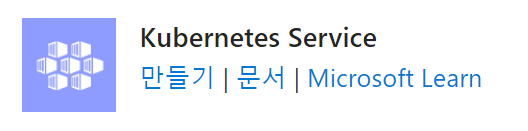 Kubernetes Service
만들기 | 문서 | Microsoft Learn